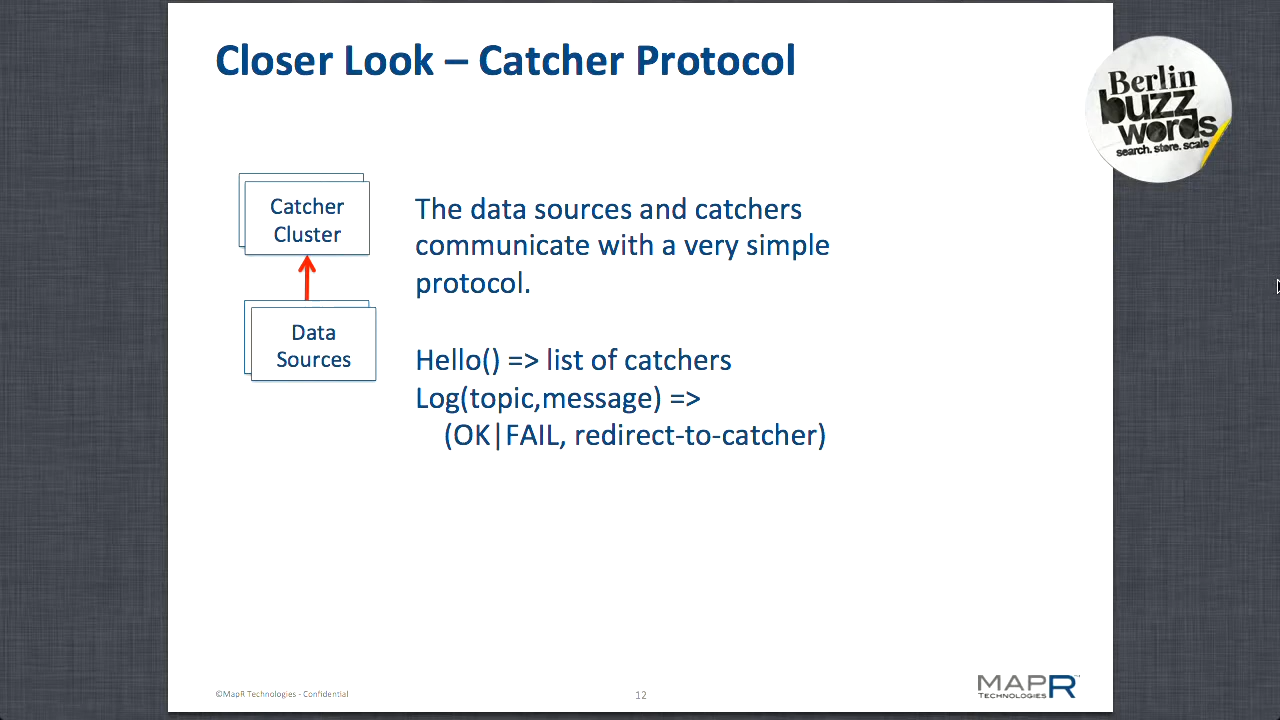 Closer Look – Catcher Protocol
Berlin
buzz
words
search. store. scale
Catcher
Cluster
Data
Sources
The data sources and catchers
communicate with a very simple
protocol.
Hello() => list of catchers
Log(topic,message) =>
(OK|FAIL, redirect-to-catcher)
©MapR Technologies - Confidential
12
MAPR™
TECHNOLOGIES